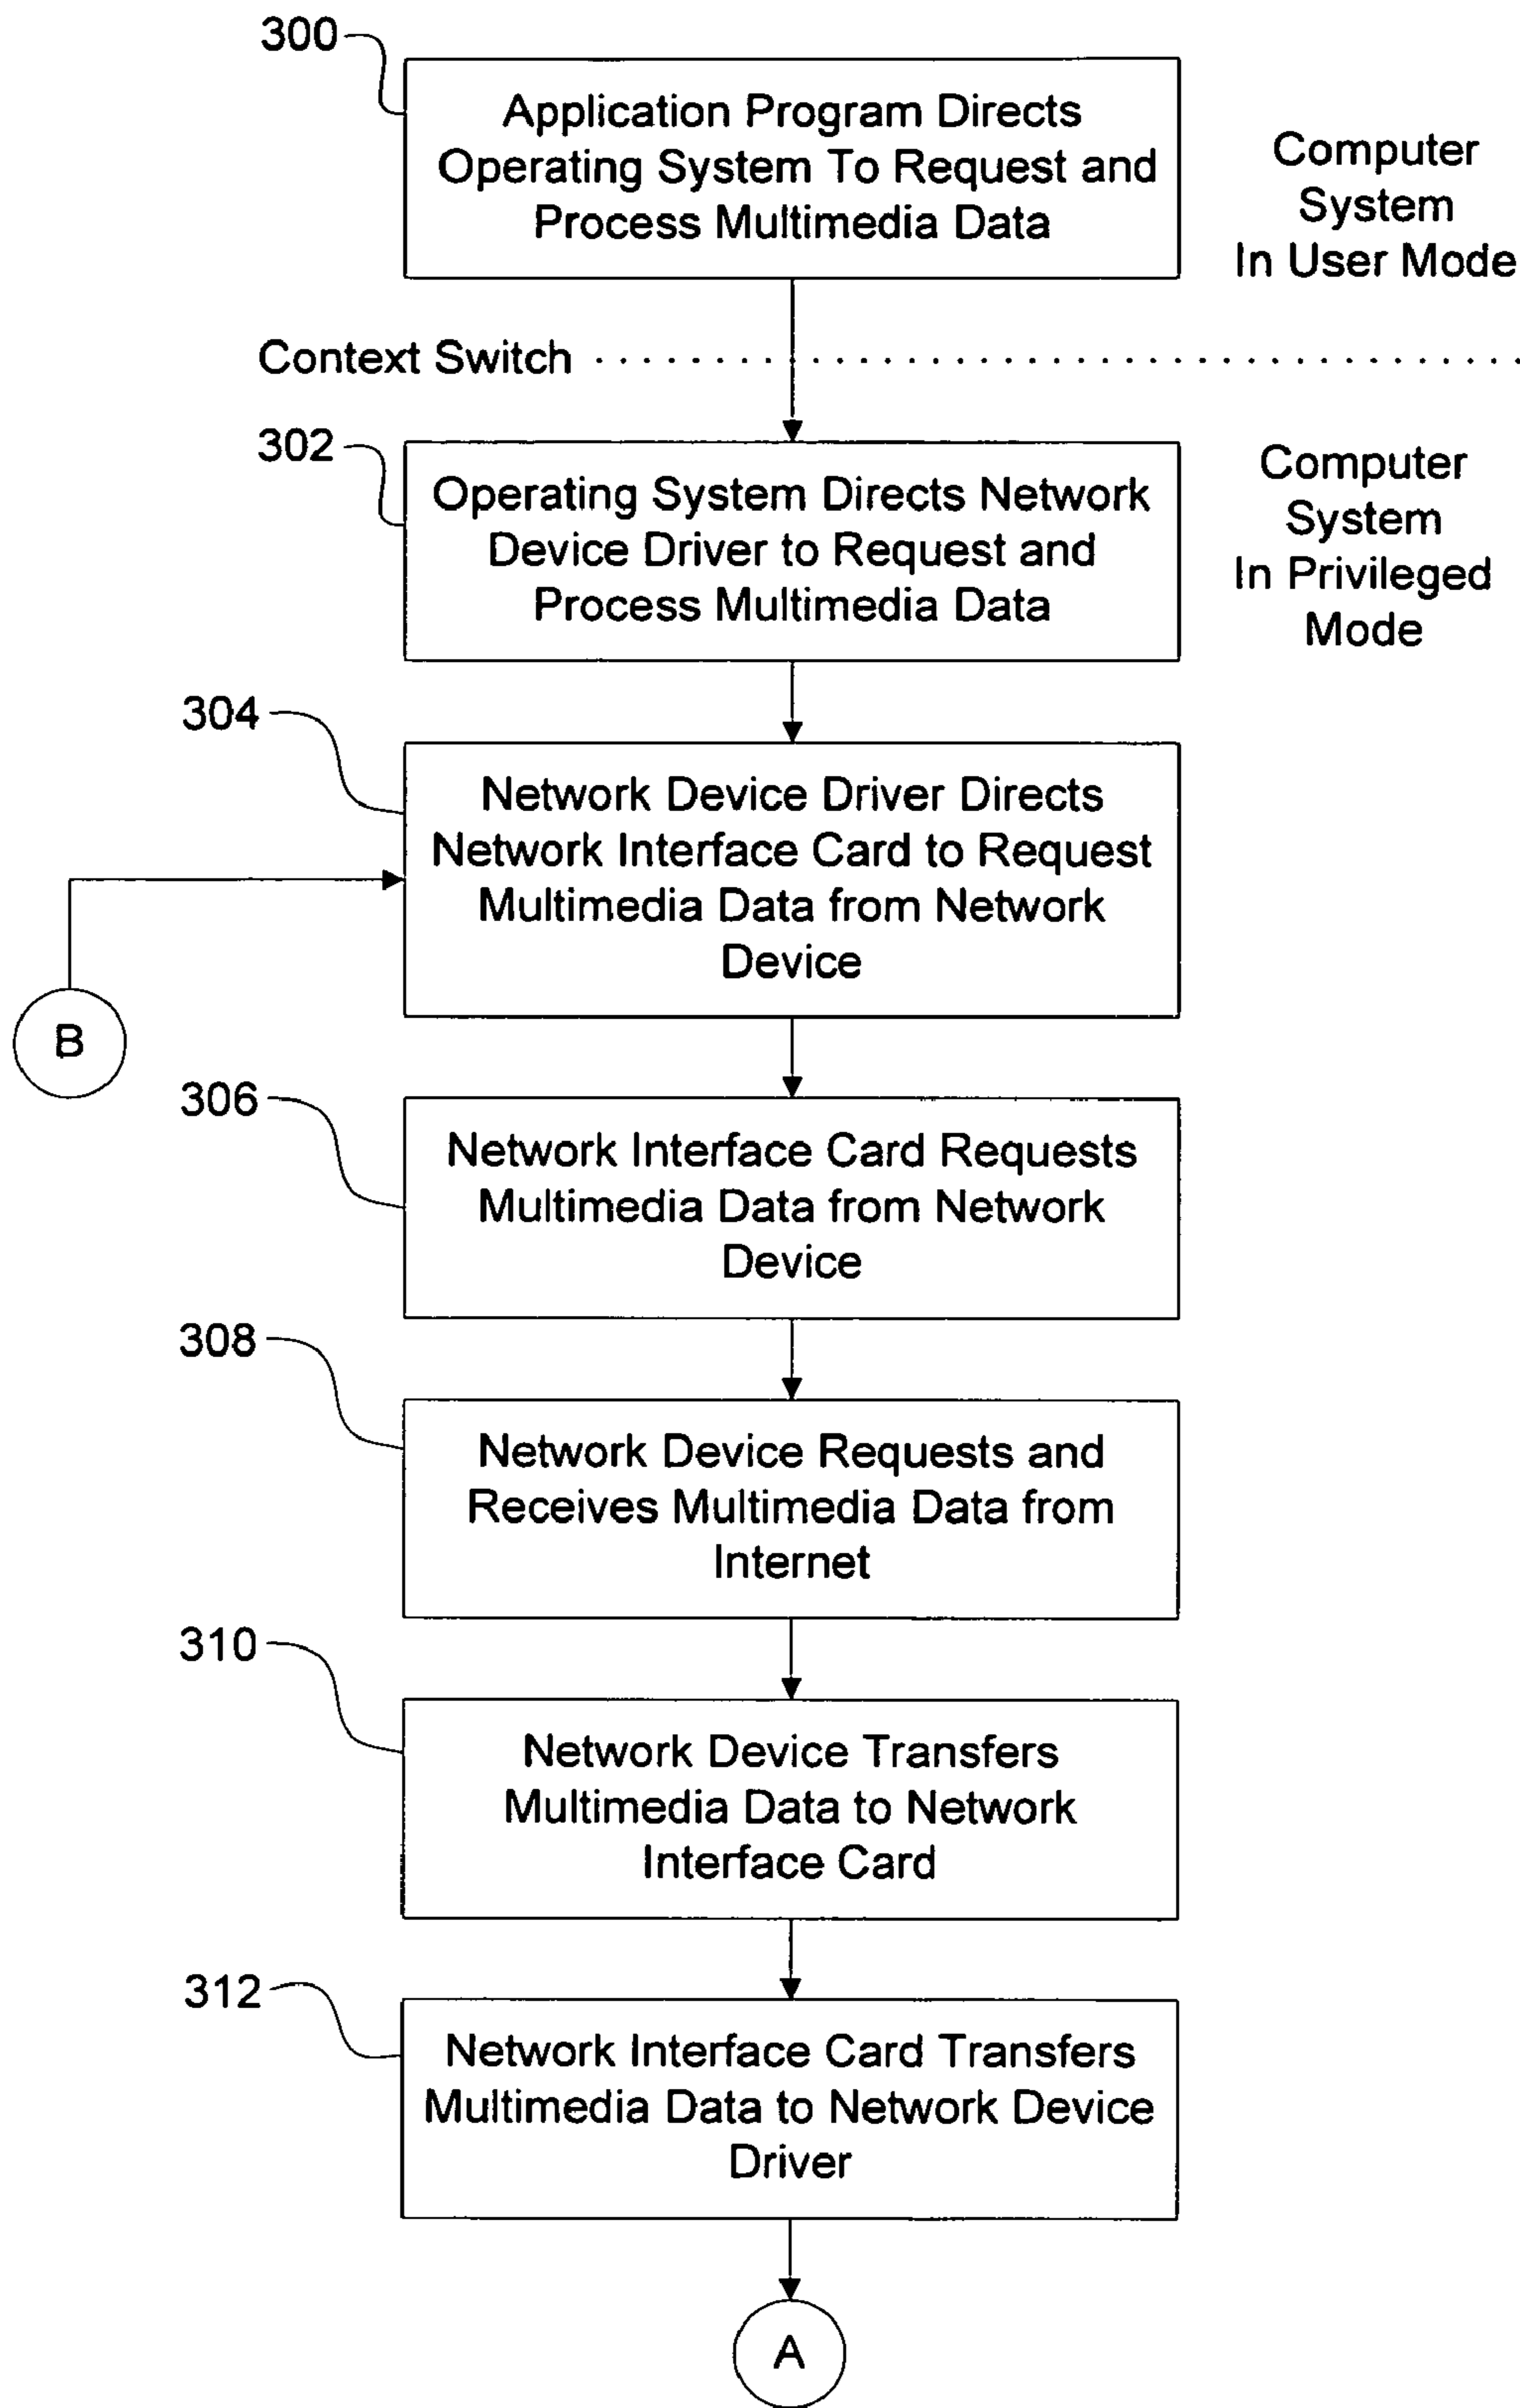 300
Application Program Directs
Operating System To Request and
Process Multimedia Data
Computer
System
In User Mode
Context Switch
302
Operating System Directs Network
Device Driver to Request and
Process Multimedia Data
Computer
System
In Privileged
Mode
304
Network Device Driver Directs
Network Interface Card to Request
Multimedia Data from Network
Device
B
306
Network Interface Card Requests
Multimedia Data from Network
Device
308
Network Device Requests and
Receives Multimedia Data from
Internet
310
Network Device Transfers
Multimedia Data to Network
Interface Card
312
Network Interface Card Transfers
Multimedia Data to Network Device
Driver
A